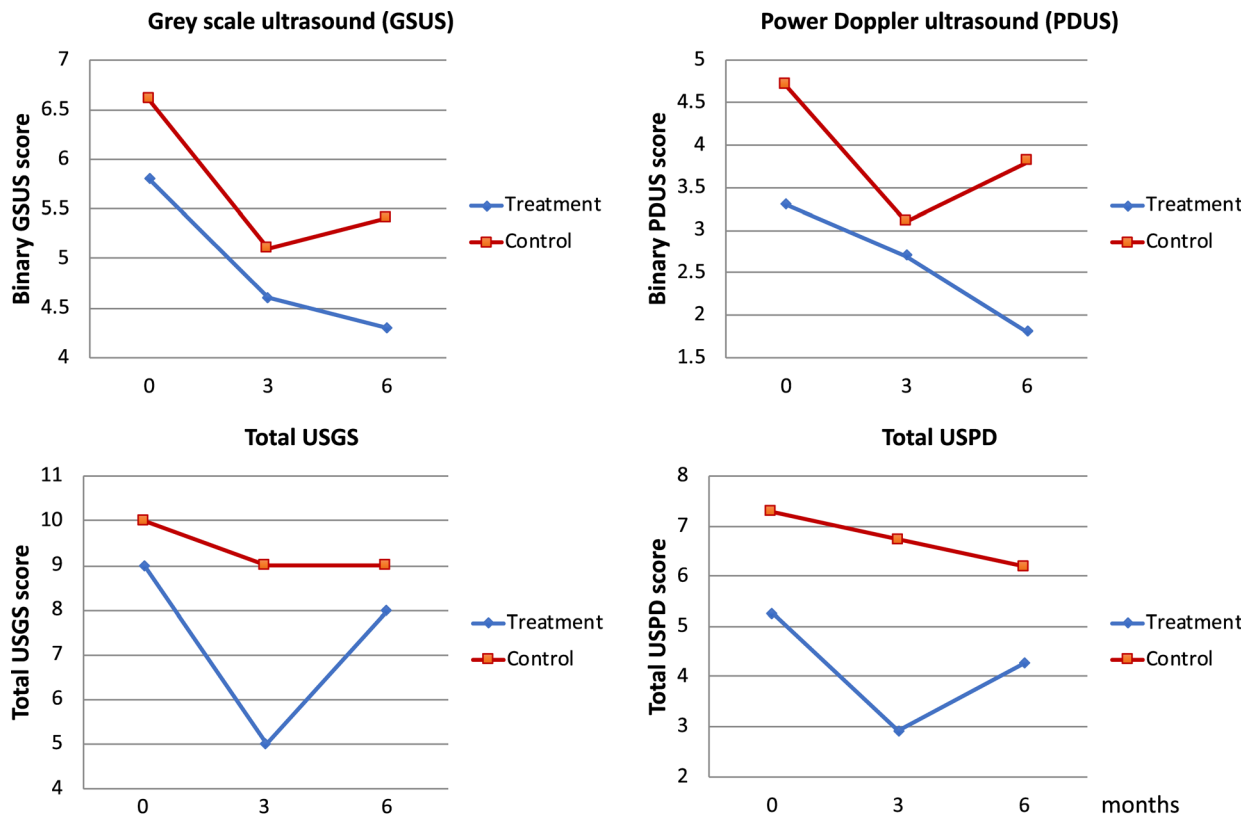 Grey scale ultrasound (GSUS)
Binary GSUS score
7
6.5
6
5.5
5
4.5
4
0 3 6
Treatment
Control
Power Doppler ultrasound (PDUS)
Binary PDUS score
5
4.5
4
3.5
3
2.5
2
1.5
0 3 6
Treatment
Control
Total USGS
Total USGS score
11
10
9
8
7
6
5
4
0 3 6
Treatment
Control
Total USPD
Total USPD score
8
7
6
5
4
3
2
0 3 6 months
Treatment
Control